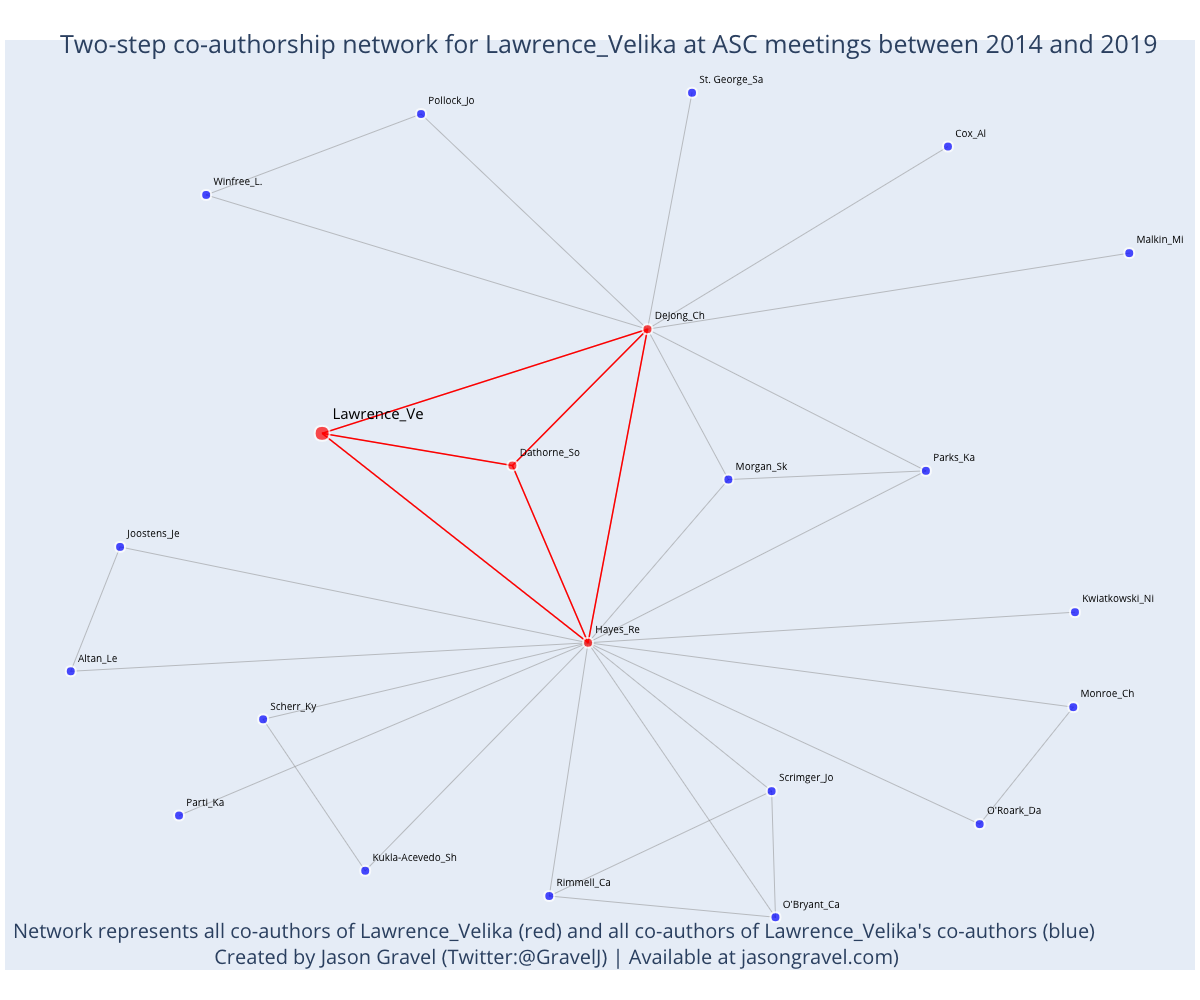 Two-step co-authorship network for Lawrence_Velika at ASC meetings between 2014 and 2019
St. George_Sa
Pollock_Jo
Cox_Al
Winfree_L.
Malkin_Mi
DeJong_Ch
Lawrence_Ve
Dathorne_So
Parks_Ka
Morgan_Sk
Joostens_Je
Kwiatkowski_Ni
Hayes_Re
Altan_Le
Monroe_Ch
Scherr_Ky
Scrimger_Jo
Parti_Ka
O'Roark_Da
Kukla-Acevedo_Sh
Rimmell_Ca
O'Bryant_Ca
Network represents all co-authors of Lawrence_Velika (red) and all co-authors of Lawrence_Velika's co-authors (blue)
Created by Jason Gravel (Twitter:@GravelJ) | Available at jasongravel.com)